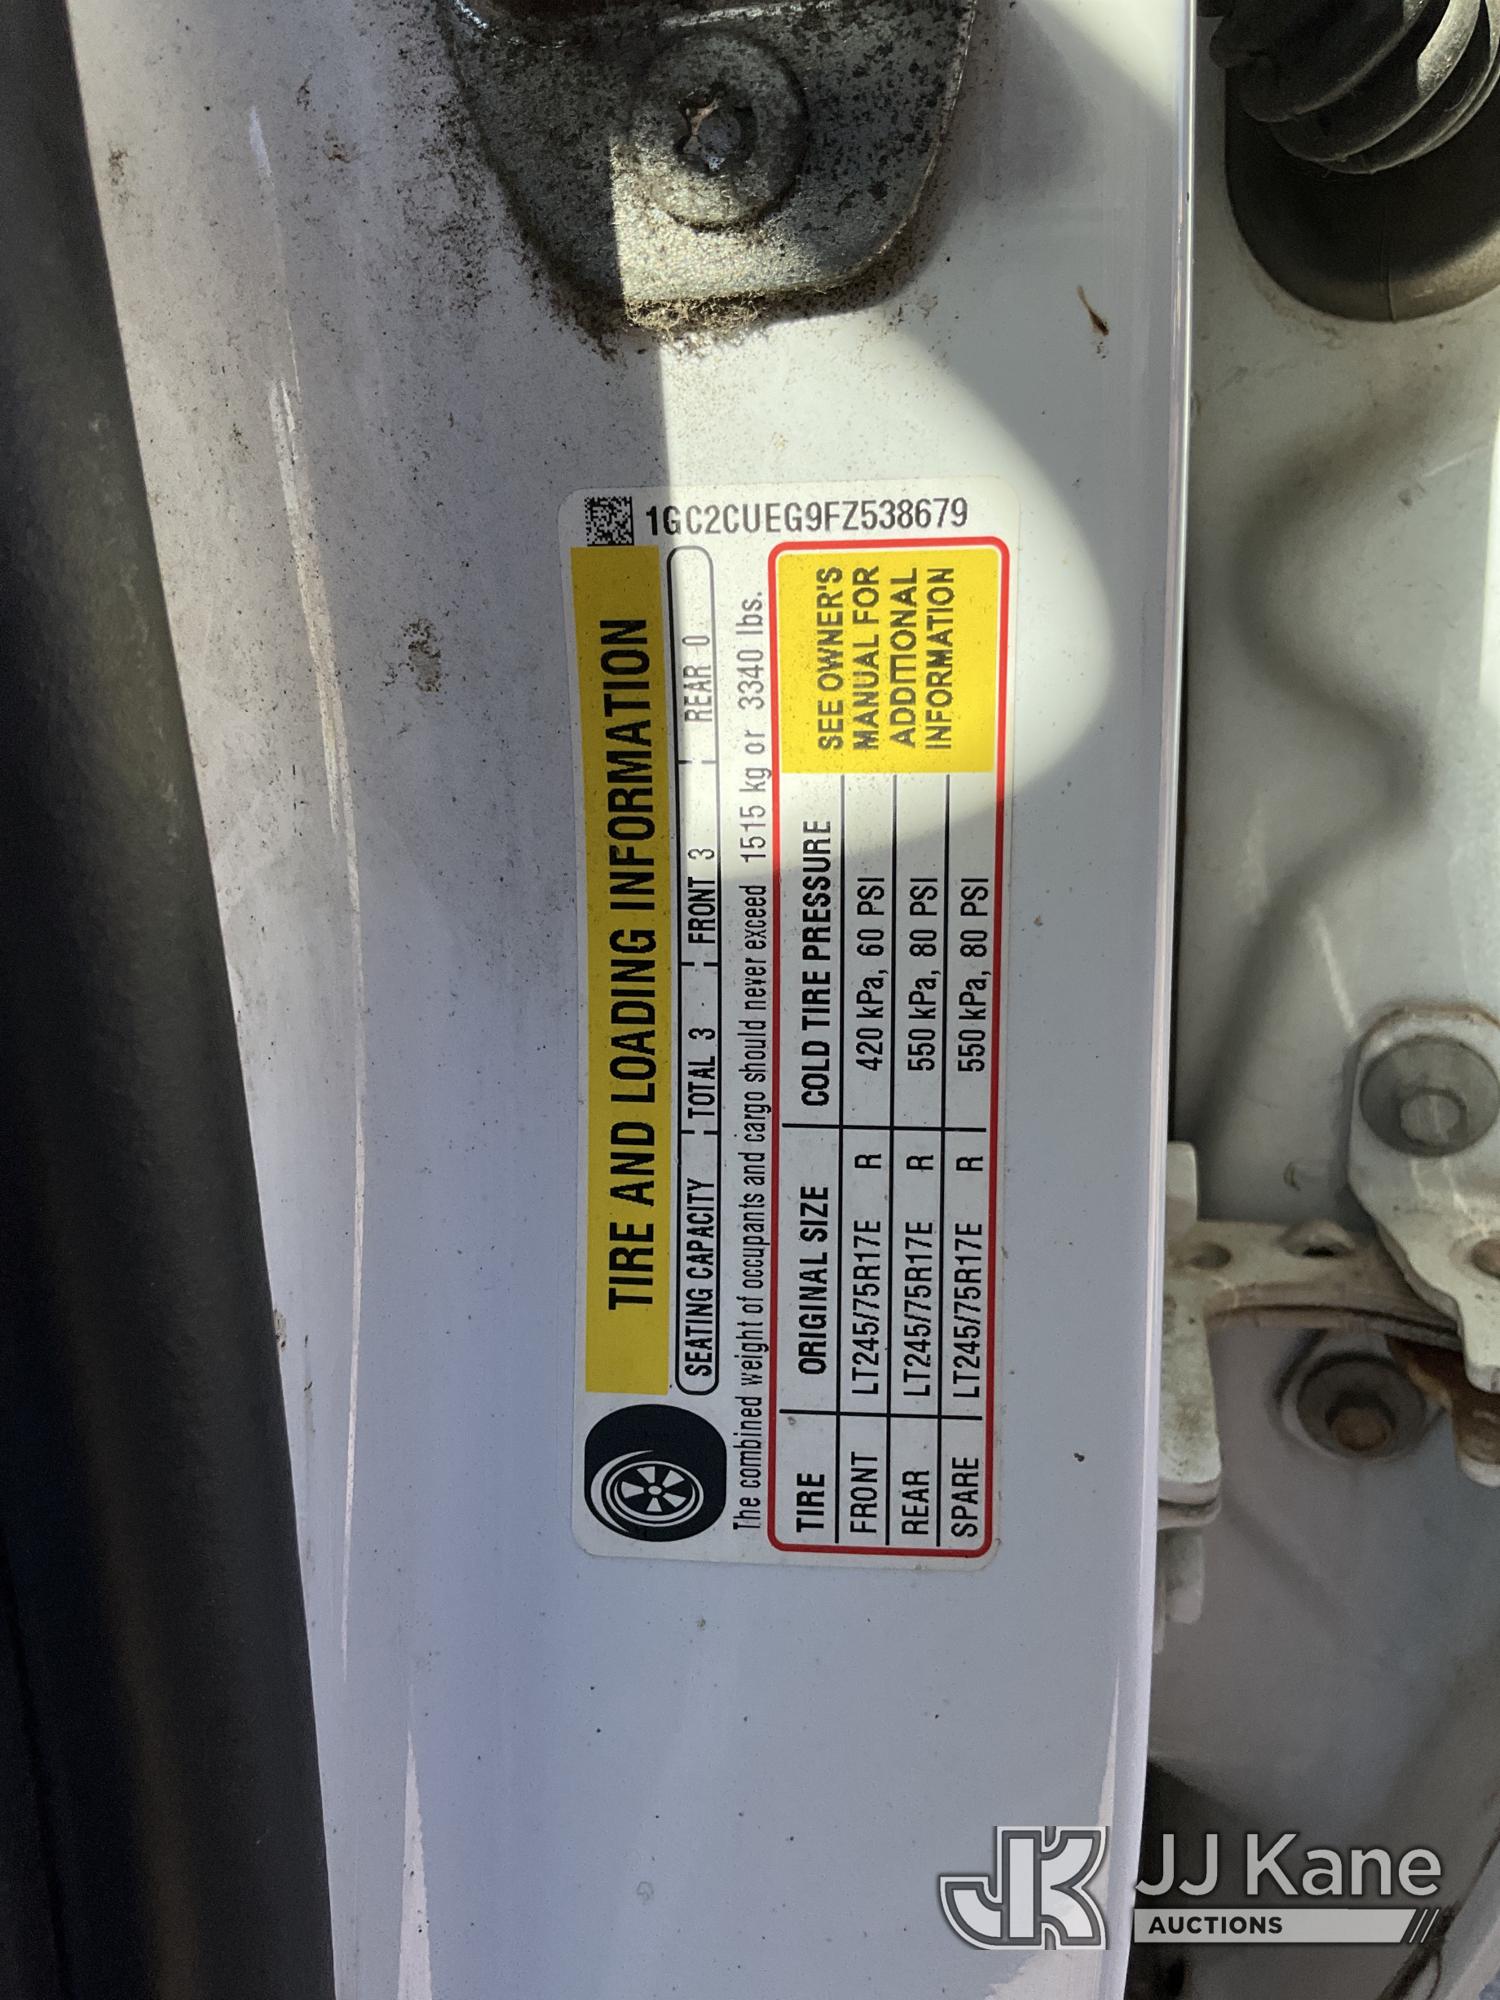 1GC2CUEG9FZ538679
TIRE AND LOADING INFORMATION
SEATING CAPACITY TOTAL 3 FRONT 3 REAR 0
The combined weight of occupants and cargo should never exceed 1515 kg or 3340 lbs.
TIRE ORIGINAL SIZE COLD TIRE PRESSURE
FRONT LT245/75R17E R 420 kPa, 60 PSI
REAR LT245/75R17E R 550 kPa, 80 PSI
SPARE LT245/75R17E R 550 kPa, 80 PSI
SEE OWNER'S
MANUAL FOR
ADDITIONAL
INFORMATION
JK JJ Kane
AUCTIONS